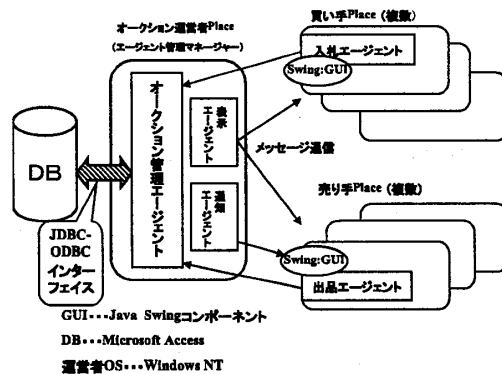 オークション運営者Place
(エージェント管理マネージャー)
買い手Place (複数)
入札エージェント
Swing:GUI
オークション管理エージェント
表示
エージェント
通知
エージェント
メッセージ通信
DB
JDBC-
ODBC
インター
フェイス
売り手Place (複数)
Swing:GUI
出品エージェント
GUI・・・Java Swingコンポーネント
DB・・・Microsoft Access
運営者OS・・・Windows NT